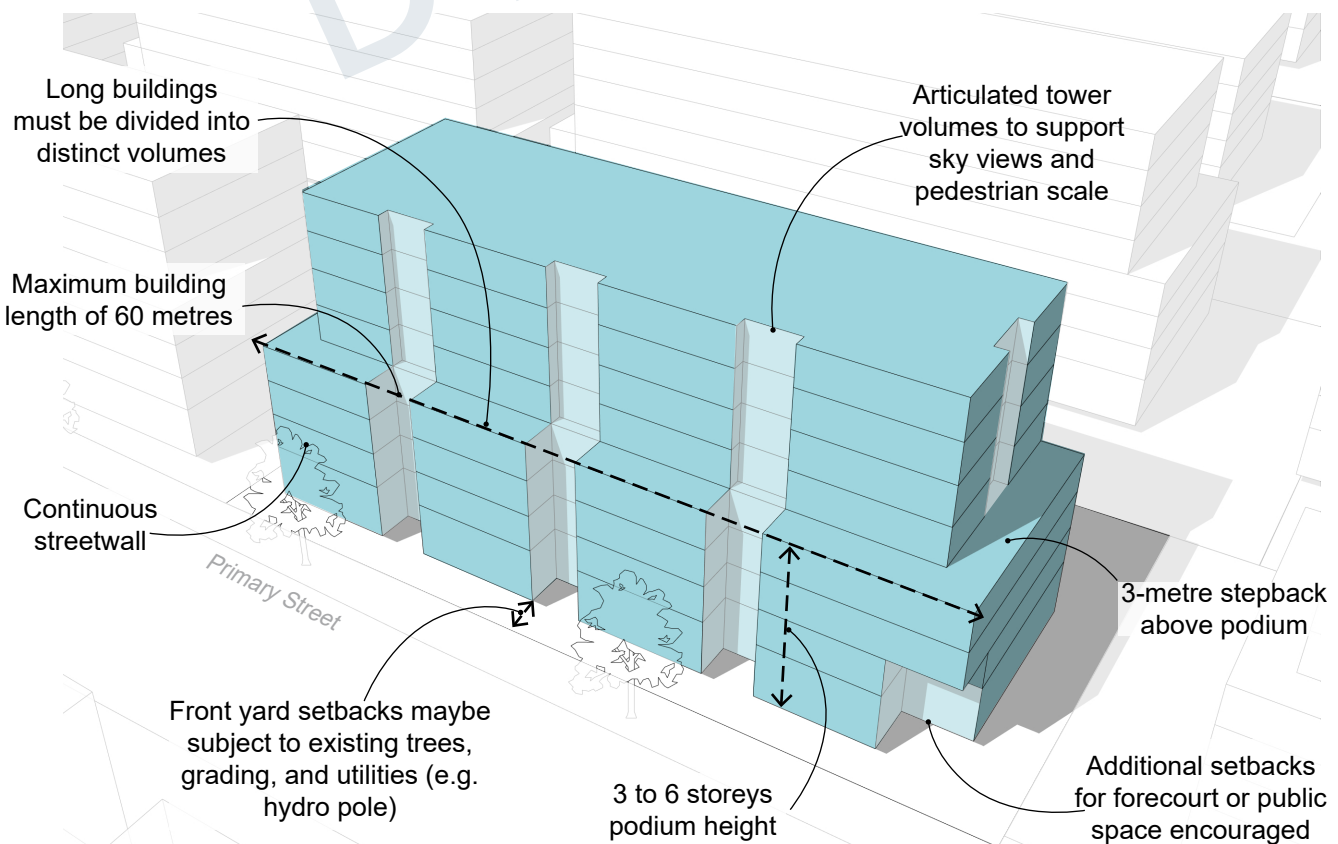 Long buildings
must be divided into
distinct volumes
Articulated tower
volumes to support
sky views and
pedestrian scale
Maximum building
length of 60 metres
Continuous
streetwall
Primary Street
3-metre stepback
above podium
Front yard setbacks maybe
subject to existing trees,
grading, and utilities (e.g.
hydro pole)
3 to 6 storeys
podium height
Additional setbacks
for forecourt or public
space encouraged